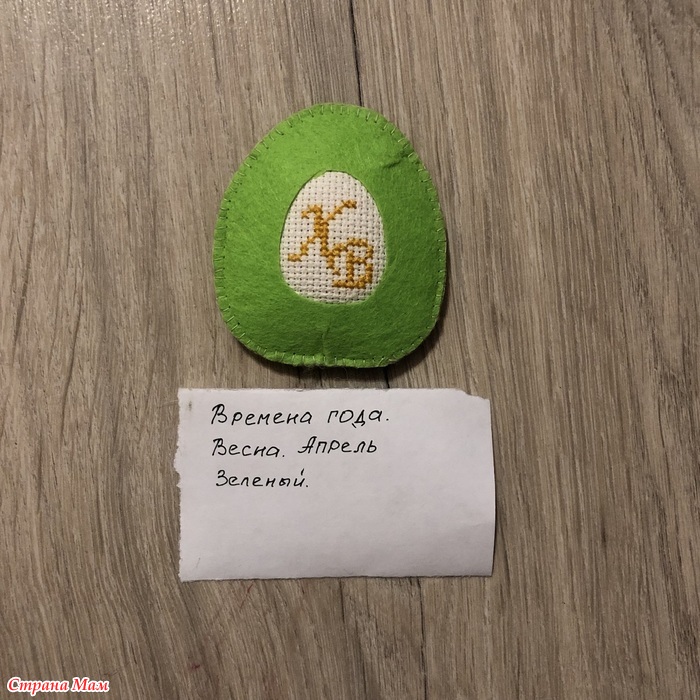 ХВ
Времена года.
Весна. Апрель
Зеленый.
Страна Мам